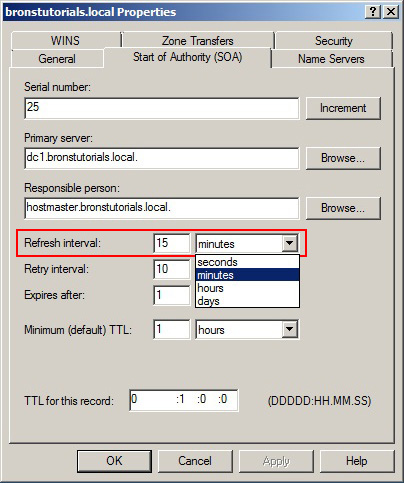 bronstutorials.local Properties
WINS Zone Transfers Security
General Start of Authority (SOA) Name Servers
Serial number:
25 Increment
Primary server:
dc1.bronstutorials.local. Browse...
Responsible person:
hostmaster.bronstutorials.local. Browse...
Refresh interval: 15 minutes
seconds
Retry interval: 10 minutes
hours
Expires after: 1 days
Minimum (default) TTL: 1 hours
TTL for this record: 0 :1 :0 :0 (DDDDD:HH.MM.SS)
OK Cancel Apply Help